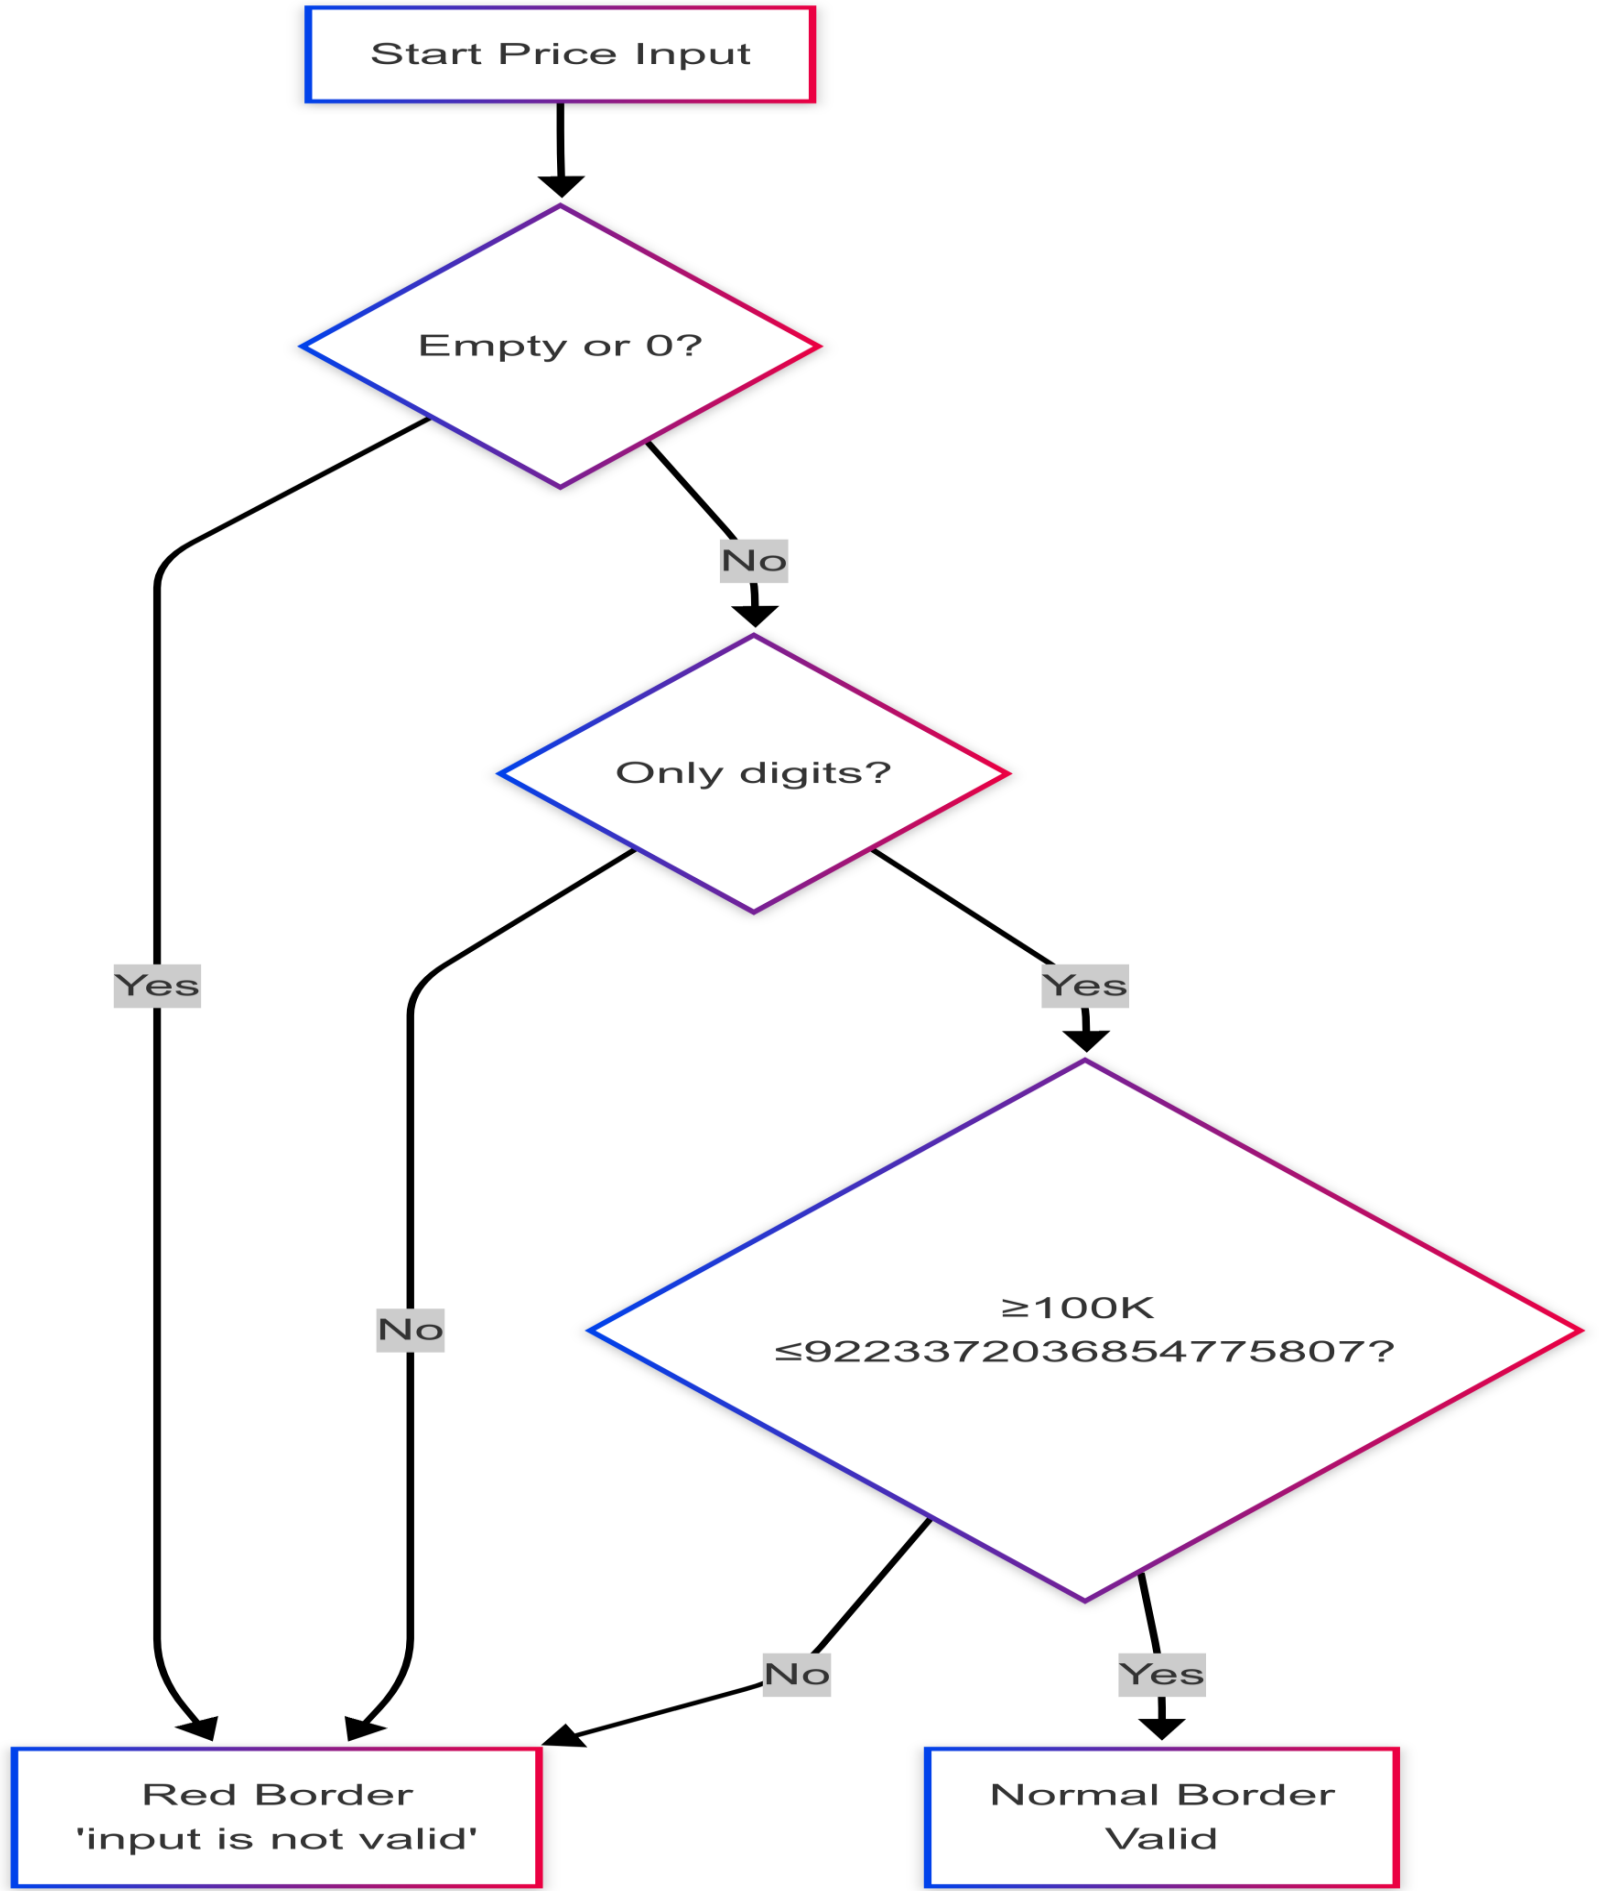 Start Price Input
Empty or 0?
No
Only digits?
Yes
Yes
≥100K
≤9223372036854775807?
No
No
Yes
Red Border
'input is not valid'
Normal Border
Valid